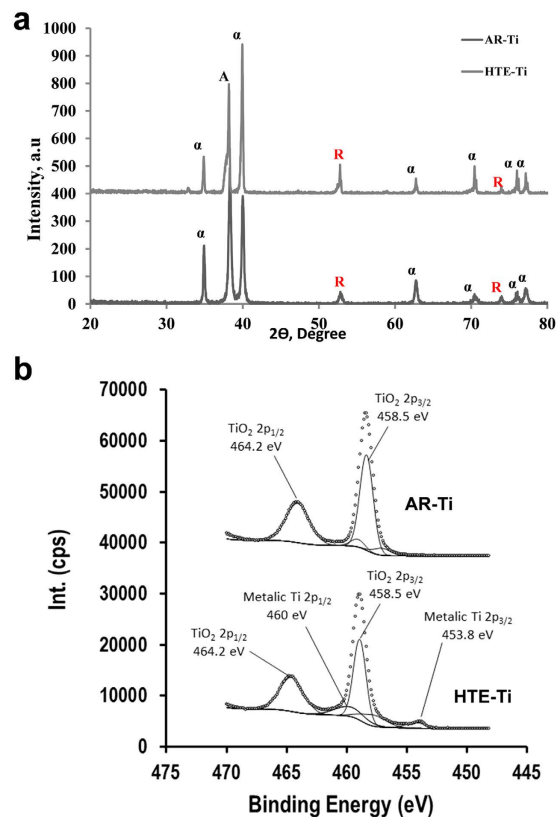 a
1000
900
800
700
600
500
400
300
200
100
0
Intensity, a.u
α
A
α
R
α
α
R
α
α
AR-Ti
HTE-Ti
α
R
α
α
R
α
α
20
30
40
50
60
70
80
2Θ, Degree
b
70000
60000
50000
40000
30000
20000
10000
0
Int. (cps)
TiO2 2p1/2
464.2 eV
TiO2 2p3/2
458.5 eV
AR-Ti
TiO2 2p1/2
464.2 eV
Metalic Ti 2p1/2
460 eV
TiO2 2p3/2
458.5 eV
Metalic Ti 2p3/2
453.8 eV
HTE-Ti
475
470
465
460
455
450
445
Binding Energy (eV)